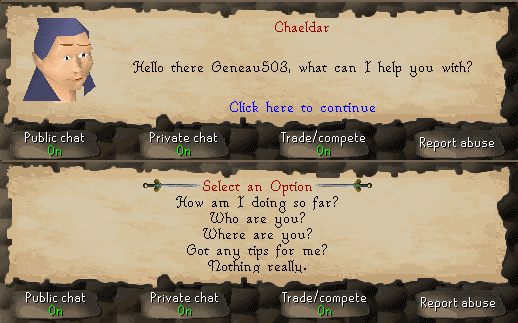 Chaeldar
Hello there Geneau503, what can I help you with?
Click here to continue
Public chat Private chat Trade/compete Report abuse
On On On
Select an Option
How am I doing so far?
Who are you?
Where are you?
Got any tips for me?
Nothing really.
Public chat Private chat Trade/compete Report abuse
On On On